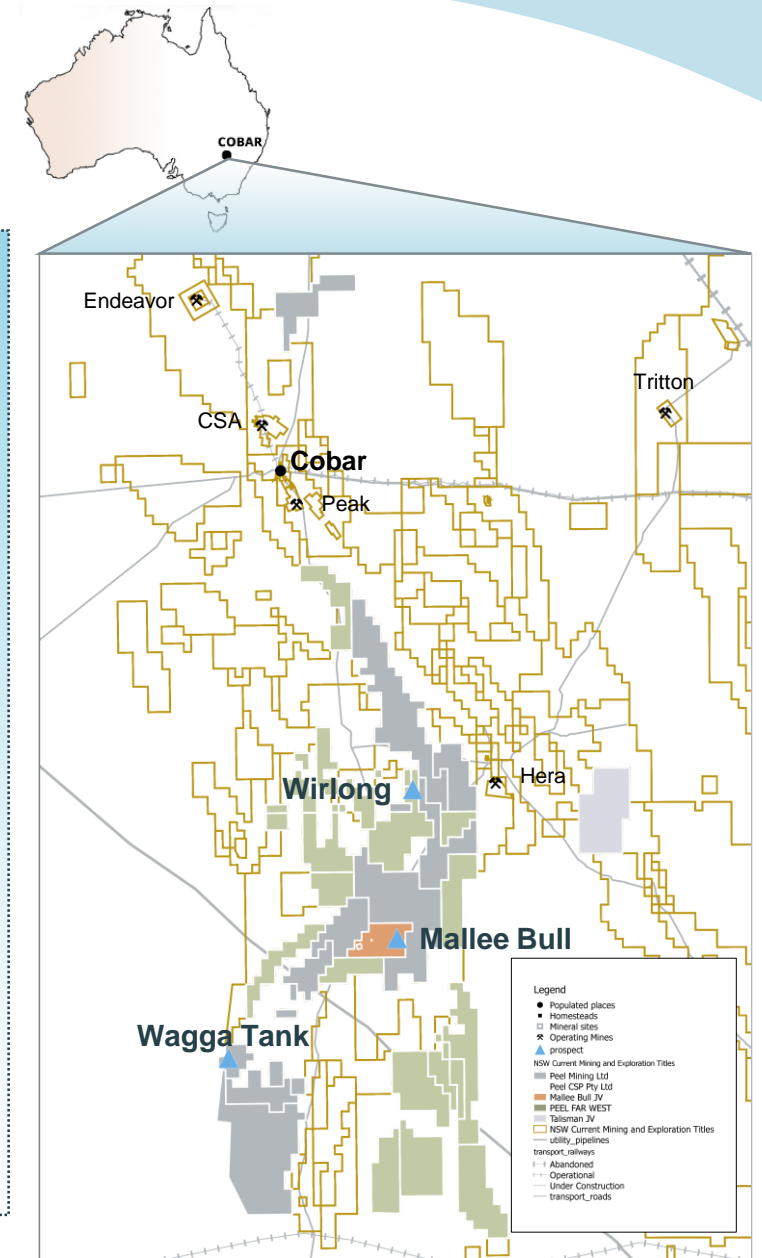 COBAR
Endeavor
Tritton
CSA
Cobar
Peak
Hera
Wirlong
Mallee Bull
Wagga Tank
Legend
Populated places
Homesteads
Mineral sites
Operating Mines
prospect
NSW Current Mining and Exploration Titles
Peel Mining Ltd
Peel CSP Pty Ltd
Mallee Bull JV
PEEL FAR WEST
Talisman JV
NSW Current Mining and Exploration Titles
utility_pipelines
transport_railways
Abandoned
Operational
Under Construction
transport_roads